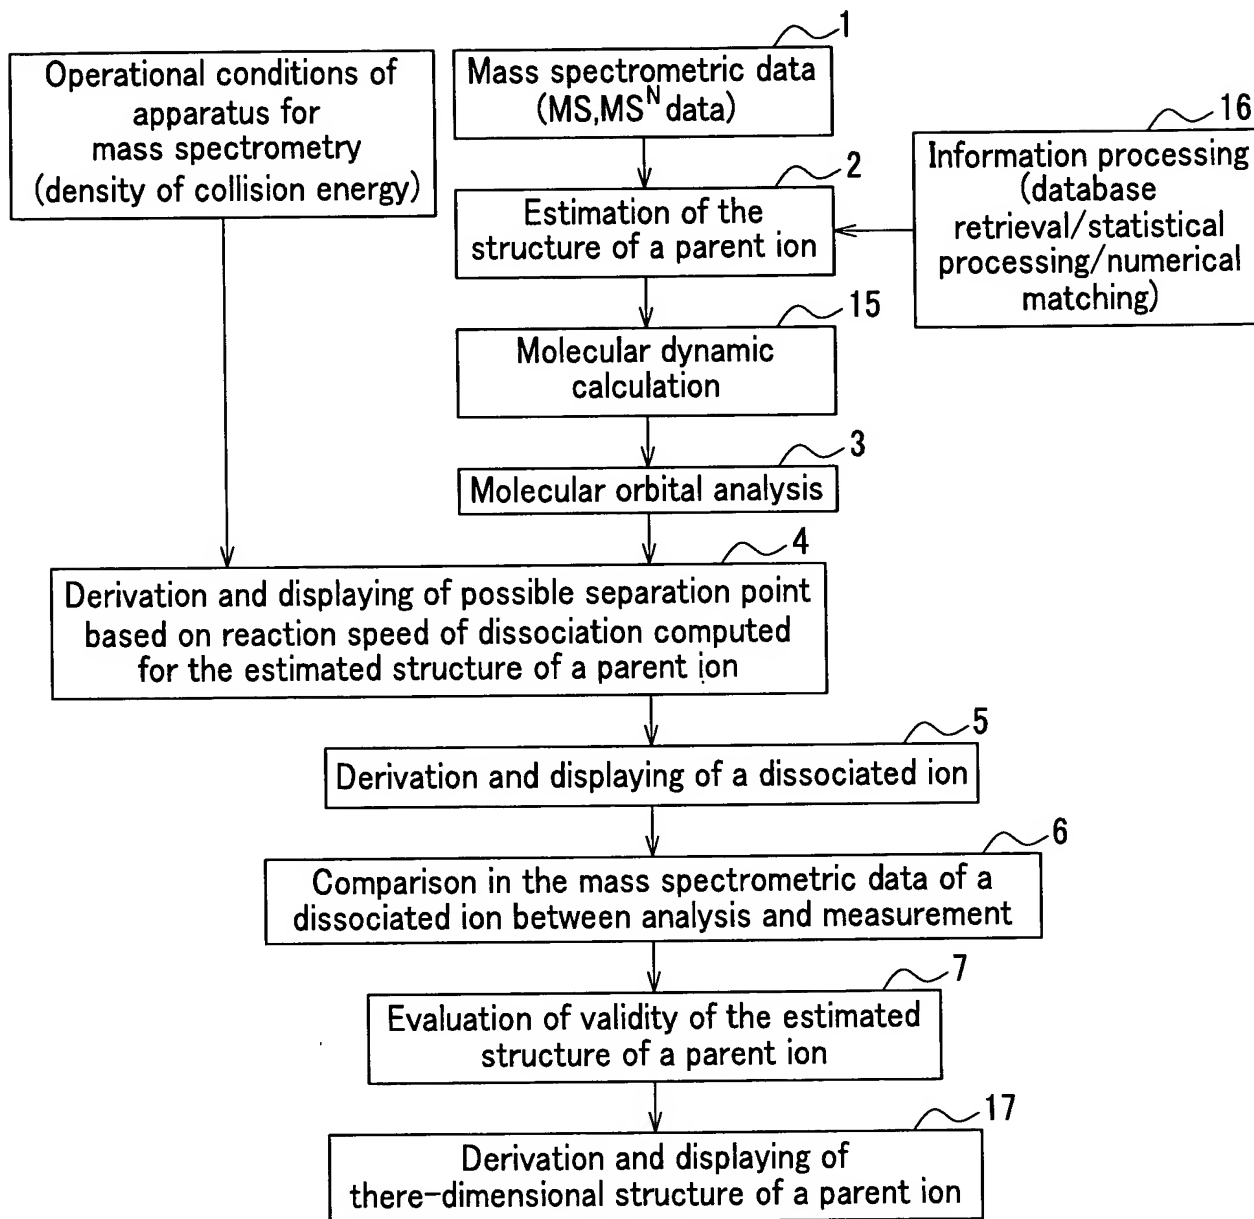 1
Operational conditions of
apparatus for
mass spectrometry
(density of collision energy)
Mass spectrometric data
(MS,MS^N data)
16
Information processing
(database
retrieval/statistical
processing/numerical
matching)
2
Estimation of the
structure of a parent ion
15
Molecular dynamic
calculation
3
Molecular orbital analysis
4
Derivation and displaying of possible separation point
based on reaction speed of dissociation computed
for the estimated structure of a parent ion
5
Derivation and displaying of a dissociated ion
6
Comparison in the mass spectrometric data of a
dissociated ion between analysis and measurement
7
Evaluation of validity of the estimated
structure of a parent ion
17
Derivation and displaying of
there-dimensional structure of a parent ion